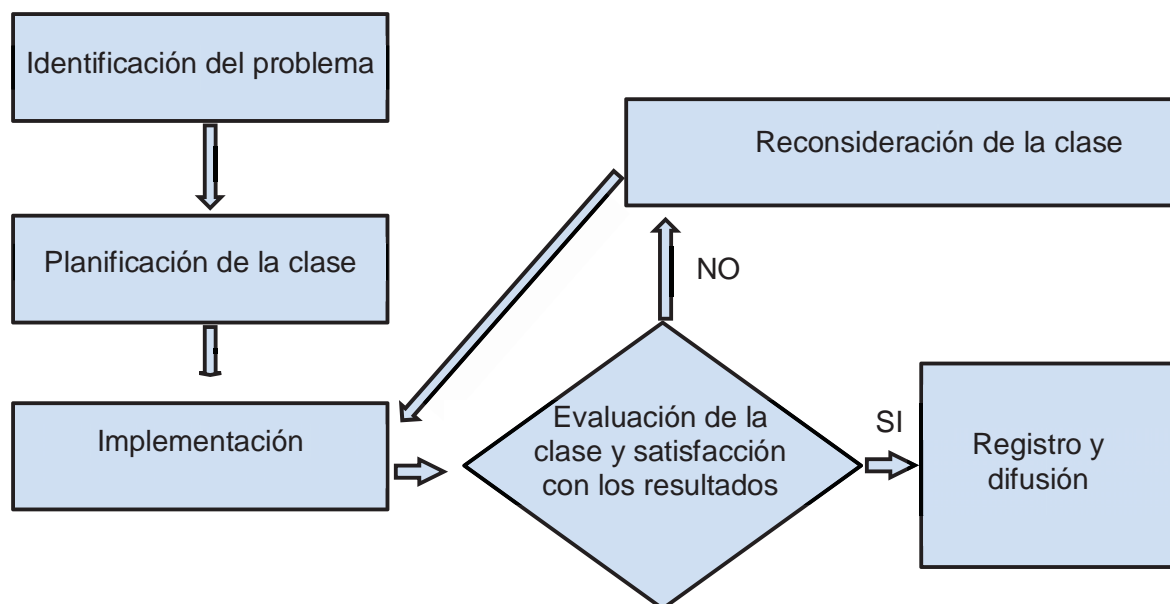 Identificación del problema
Planificación de la clase
Implementación
Evaluación de la
clase y satisfacción
con los resultados
NO
Reconsideración de la clase
SI
Registro y
difusión